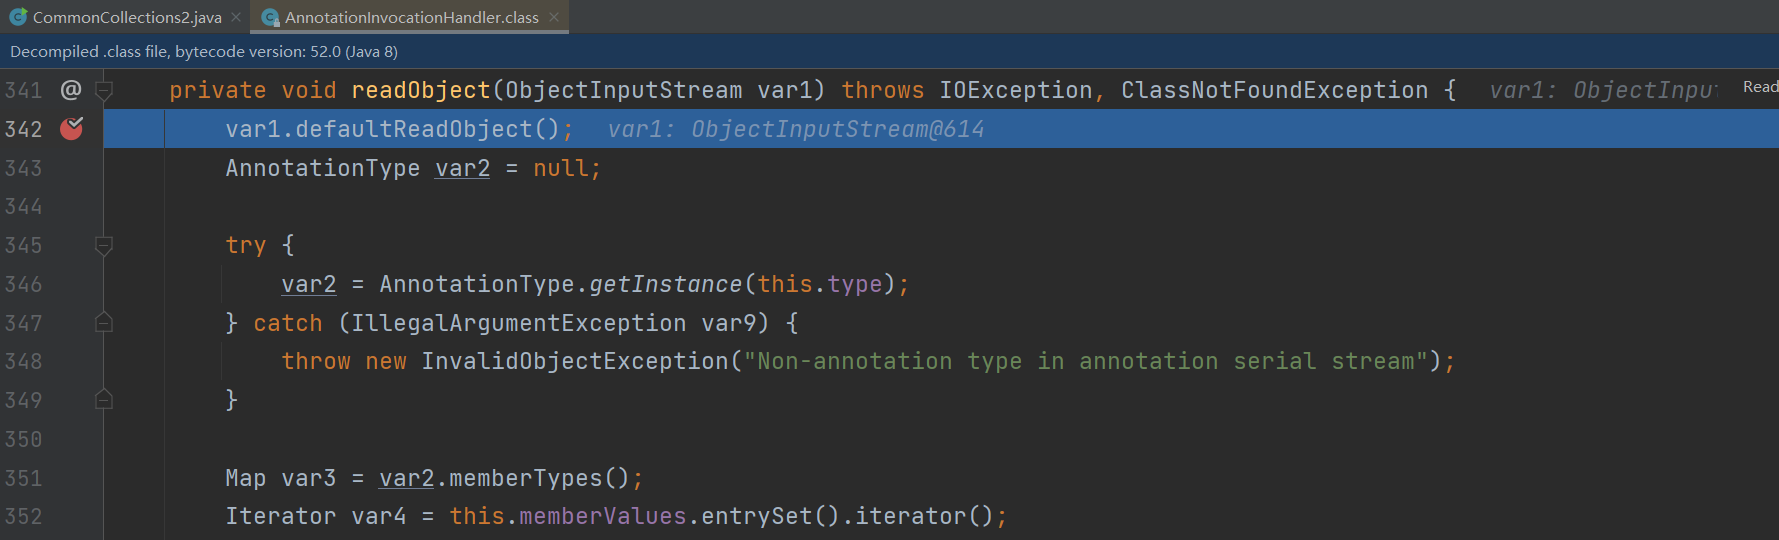 CommonCollections2.java × AnnotationInvocationHandler.class ×
Decompiled .class file, bytecode version: 52.0 (Java 8)
341 @ private void readObject(ObjectInputStream var1) throws IOException, ClassNotFoundException { var1: ObjectInput Read
342 var1.defaultReadObject(); var1: ObjectInputStream@614
343 AnnotationType var2 = null;
344
345 try {
346 var2 = AnnotationType.getInstance(this.type);
347 } catch (IllegalArgumentException var9) {
348 throw new InvalidObjectException("Non-annotation type in annotation serial stream");
349 }
350
351 Map var3 = var2.memberTypes();
352 Iterator var4 = this.memberValues.entrySet().iterator();